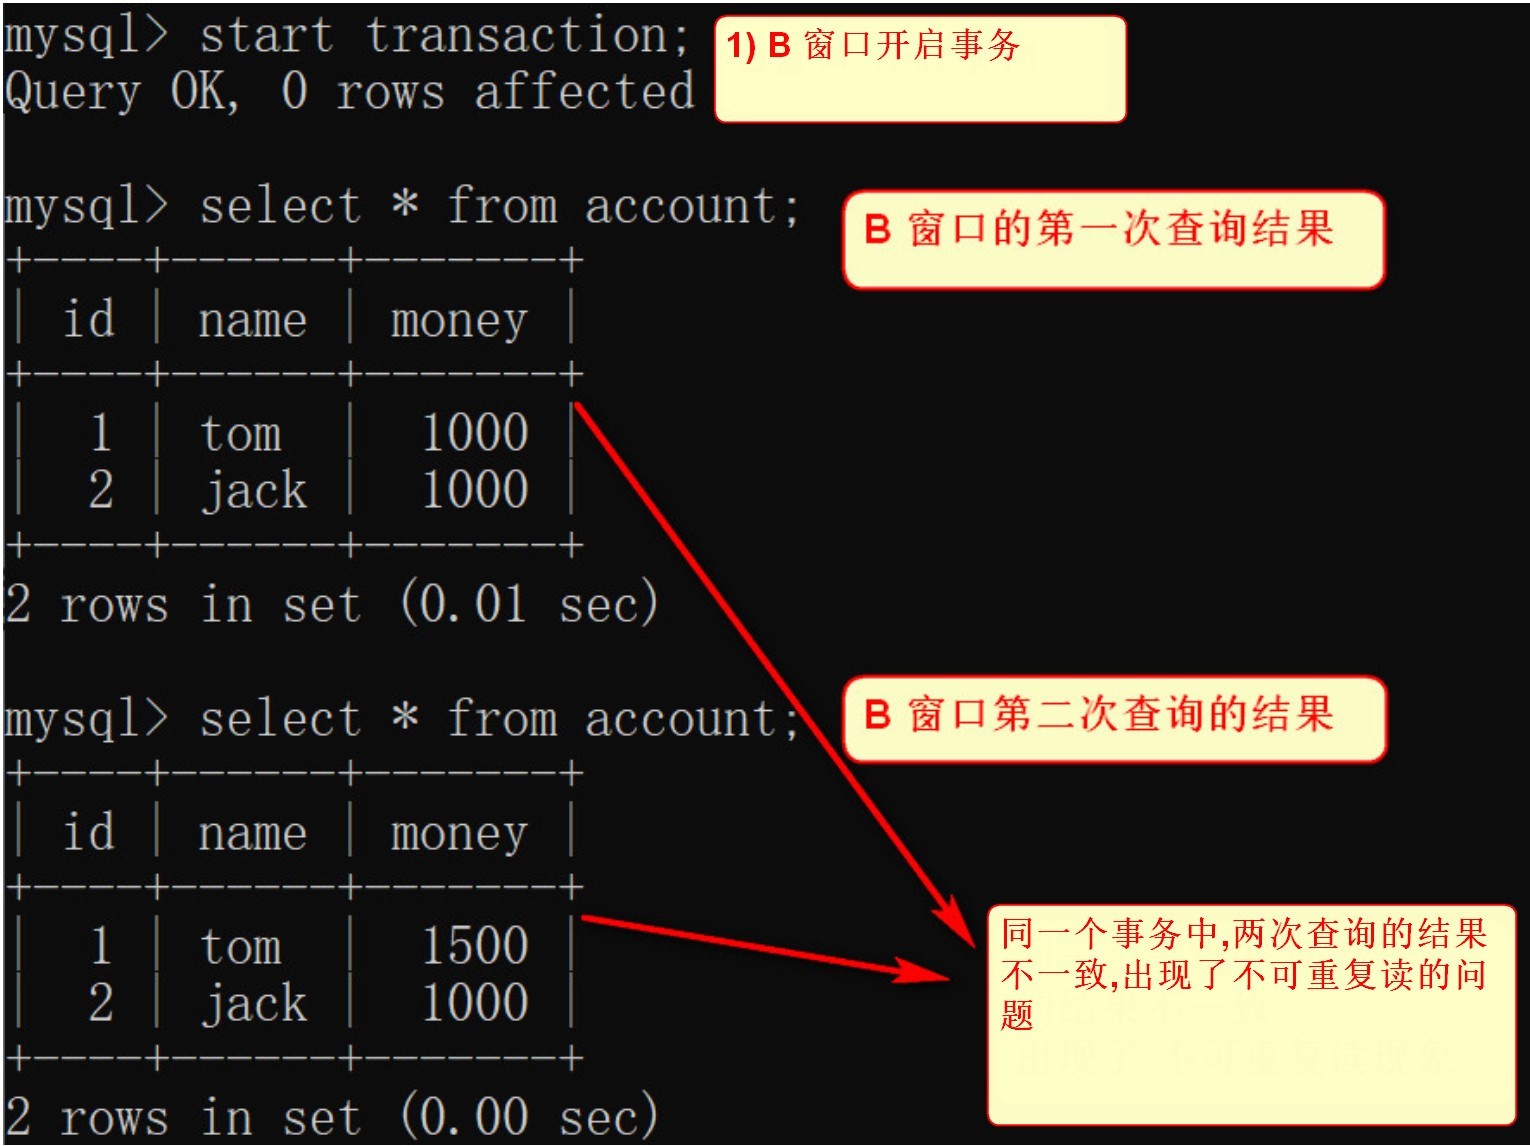 mysql> start transaction;
1) B 窗口开启事务
Query OK, 0 rows affected
mysql> select * from account;
B 窗口的第一次查询结果
+----+------+-------+
| id | name | money |
+----+------+-------+
| 1 | tom | 1000 |
| 2 | jack | 1000 |
+----+------+-------+
2 rows in set (0.01 sec)
mysql> select * from account;
B 窗口第二次查询的结果
+----+------+-------+
| id | name | money |
+----+------+-------+
| 1 | tom | 1500 |
| 2 | jack | 1000 |
+----+------+-------+
2 rows in set (0.00 sec)
同一个事务中,两次查询的结果
不一致,出现了不可重复读的问
题